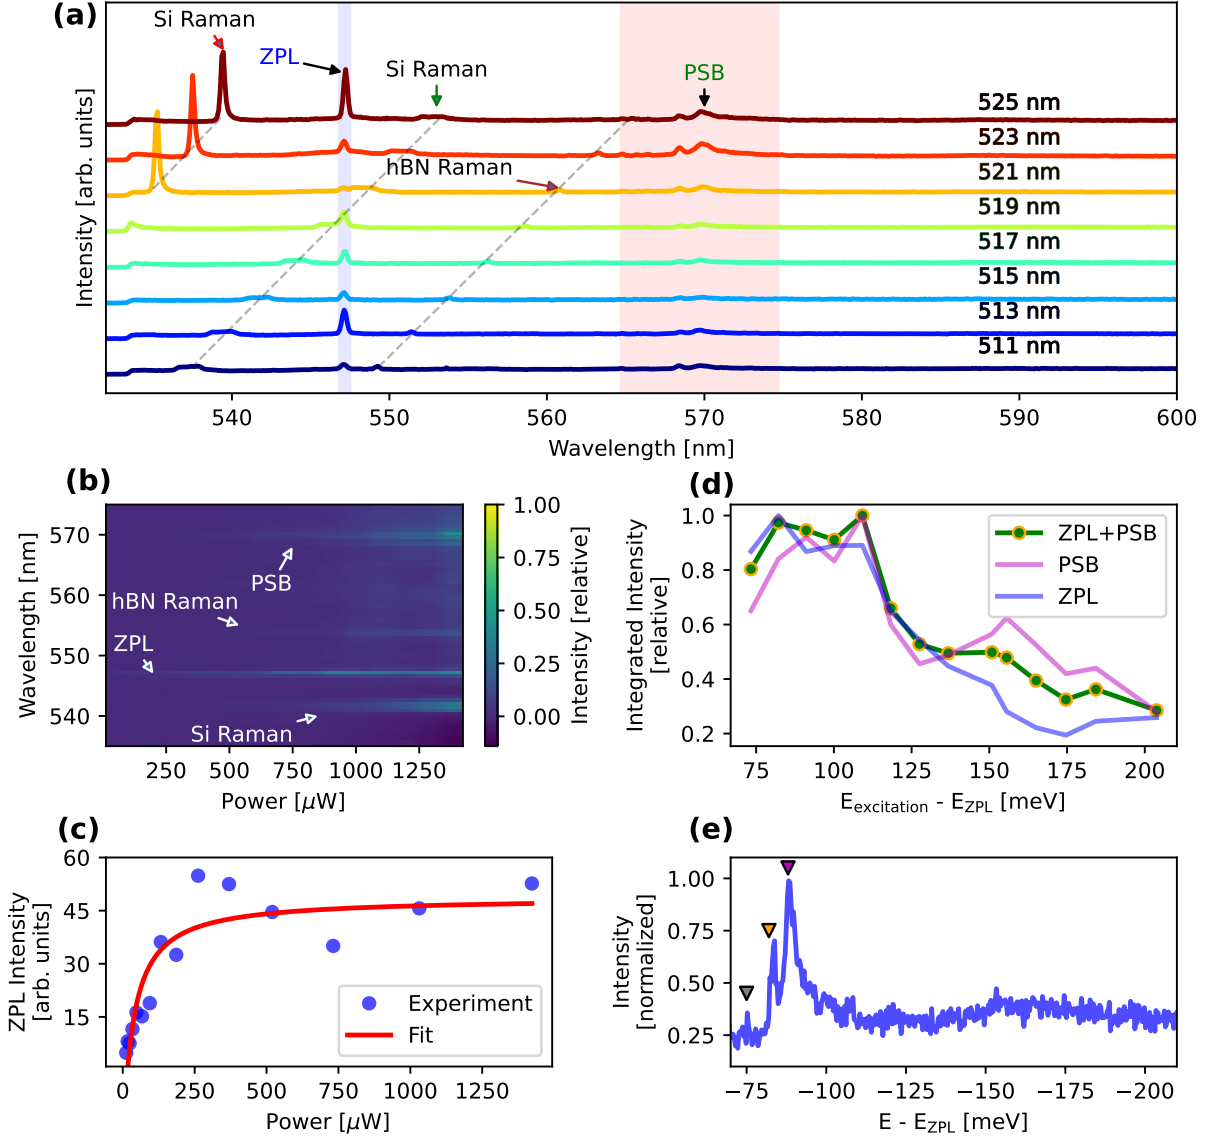 (a)
Si Raman
ZPL
Si Raman
PSB
hBN Raman
525 nm
523 nm
521 nm
519 nm
517 nm
515 nm
513 nm
511 nm
Intensity [arb. units]
540
550
560
570
580
590
600
Wavelength [nm]
(b)
Wavelength [nm]
570
560
550
540
PSB
hBN Raman
ZPL
Si Raman
250
500
750
1000
1250
Power [μW]
1.00
0.75
0.50
0.25
0.00
Intensity [relative]
(d)
Integrated Intensity
[relative]
1.0
0.8
0.6
0.4
0.2
ZPL+PSB
PSB
ZPL
75
100
125
150
175
200
E_excitation - E_ZPL [meV]
(c)
ZPL Intensity
[arb. units]
60
45
30
15
Experiment
Fit
0
250
500
750
1000
1250
Power [μW]
(e)
Intensity
[normalized]
1.00
0.75
0.50
0.25
−75
−100
−125
−150
−175
−200
E - E_ZPL [meV]